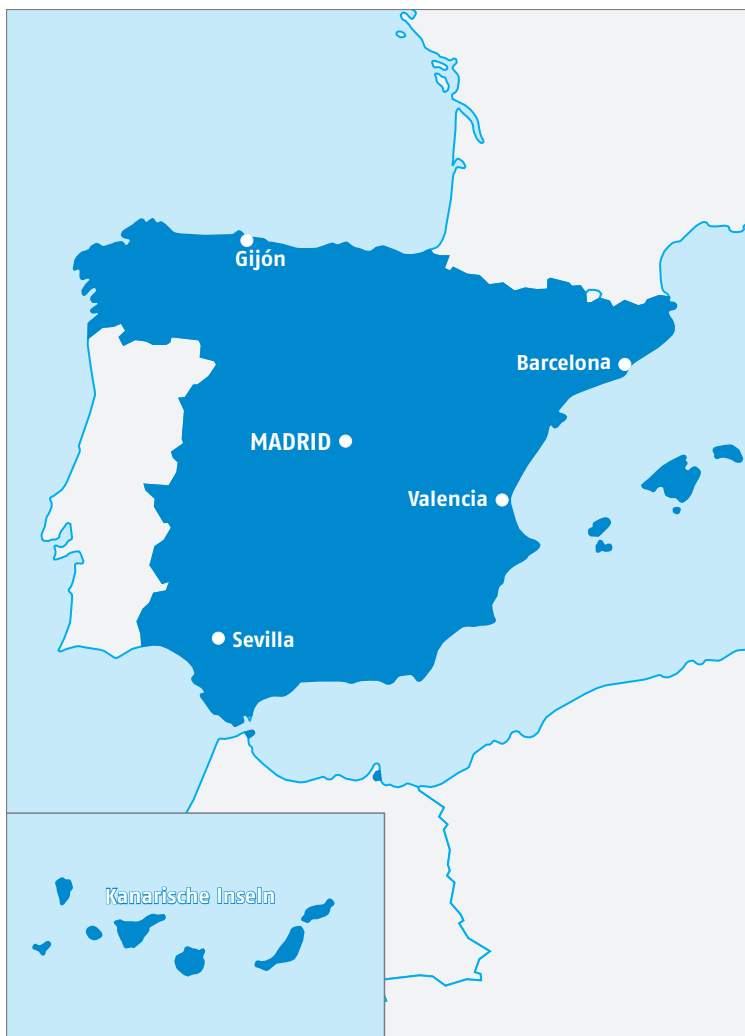 Gijón
Barcelona
MADRID
Valencia
Sevilla
Kanarische Inseln